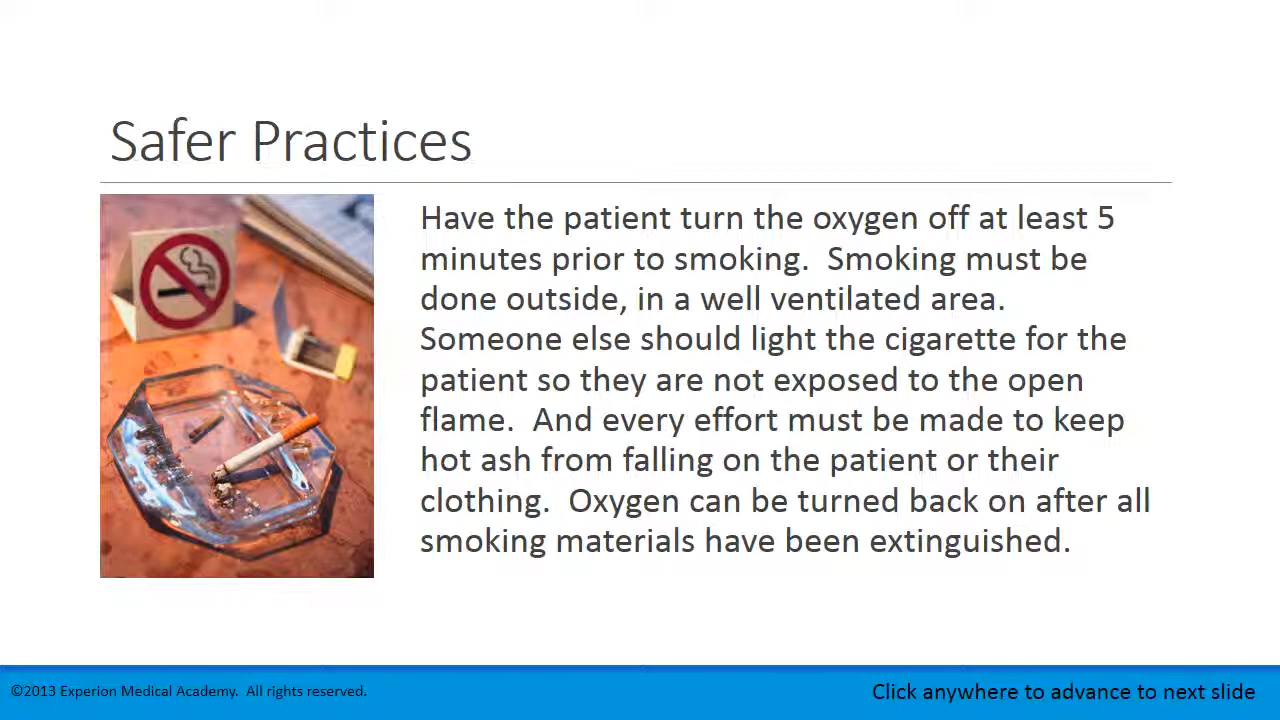 Safer Practices
Have the patient turn the oxygen off at least 5
minutes prior to smoking.  Smoking must be
done outside, in a well ventilated area.
Someone else should light the cigarette for the
patient so they are not exposed to the open
flame.  And every effort must be made to keep
hot ash from falling on the patient or their
clothing.  Oxygen can be turned back on after all
smoking materials have been extinguished.
©2013 Experion Medical Academy.  All rights reserved.
Click anywhere to advance to next slide